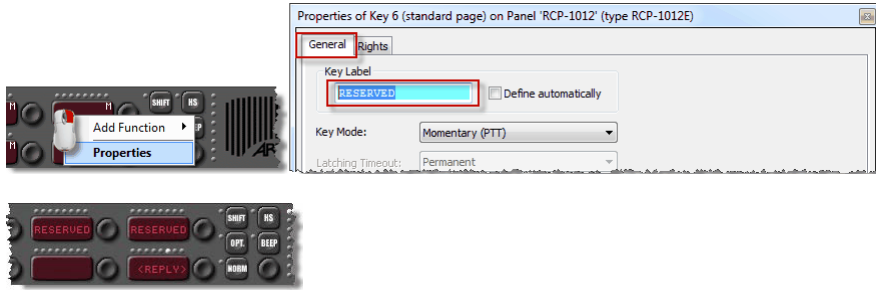 Properties of Key 6 (standard page) on Panel 'RCP-1012' (type RCP-1012E)
General Rights
Key Label
RESERVED Define automatically
Key Mode: Momentary (PTT)
Latching Timeout: Permanent
M M SHIFT HS
Add Function
M Properties
AR
RESERVED RESERVED SHIFT HS
OPT. BEEP
<REPLY> NORM